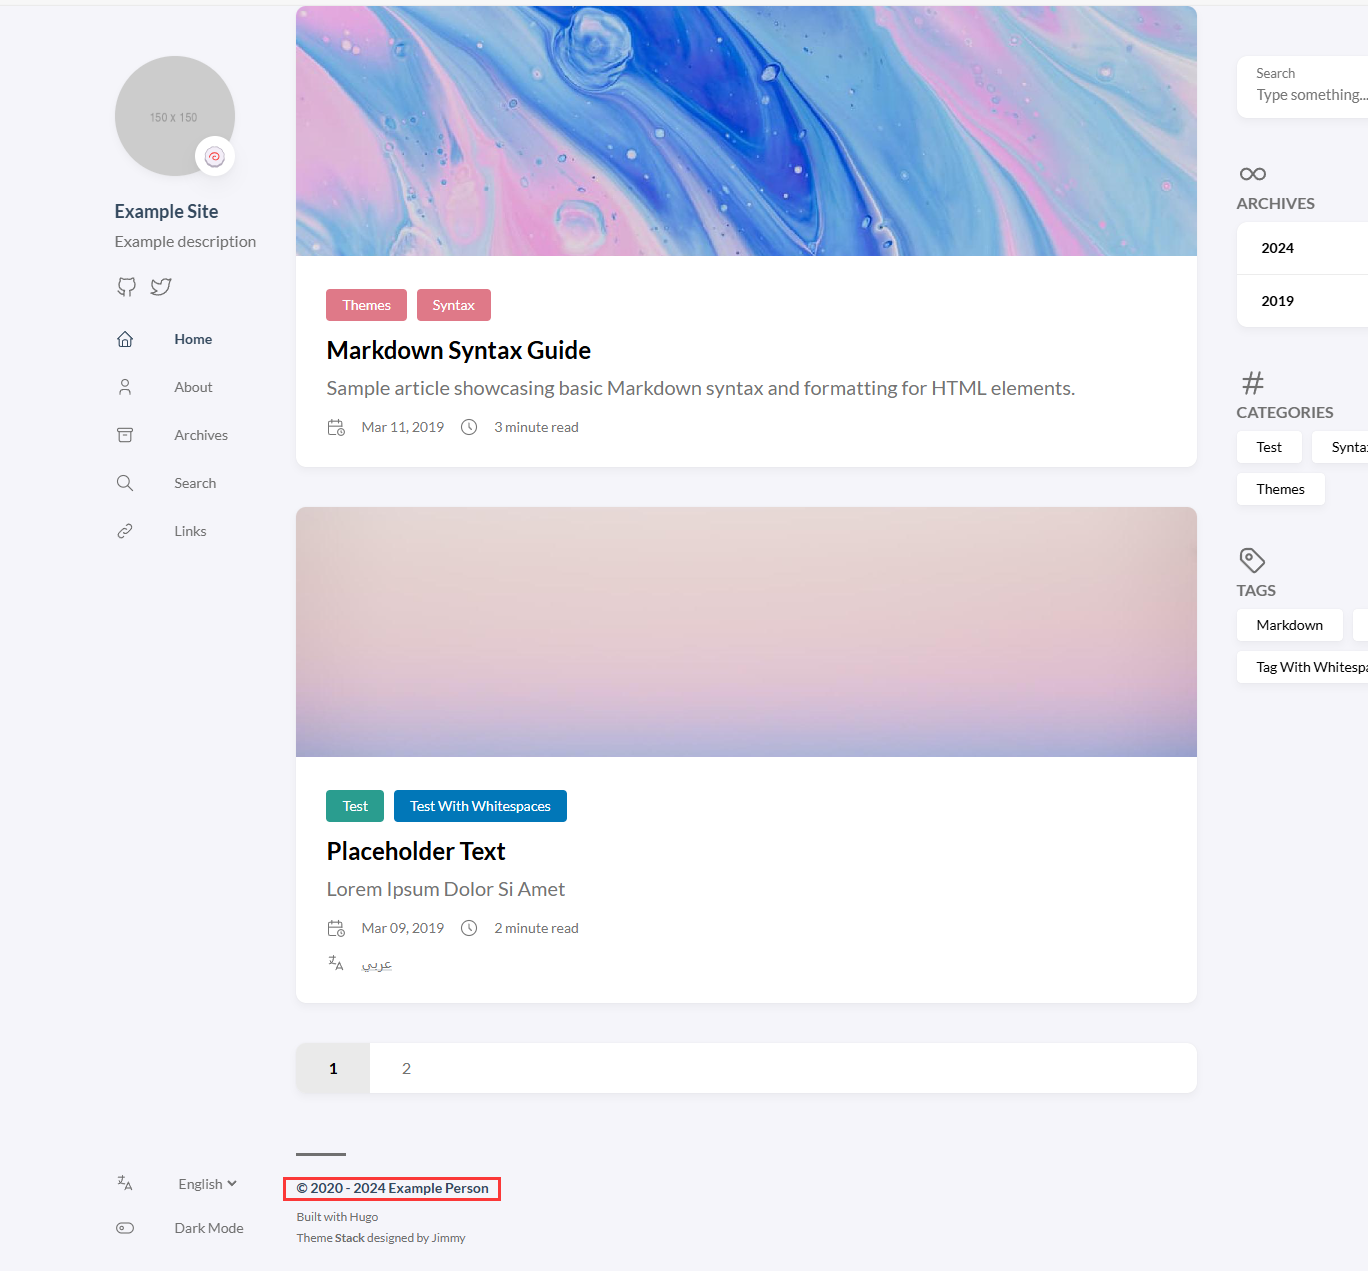 150 x 150
Example Site
Example description
Home
About
Archives
Search
Links
English
Dark Mode
Themes
Syntax
Markdown Syntax Guide
Sample article showcasing basic Markdown syntax and formatting for HTML elements.
Mar 11, 2019
3 minute read
Test
Test With Whitespaces
Placeholder Text
Lorem Ipsum Dolor Si Amet
Mar 09, 2019
2 minute read
عربي
1
2
© 2020 - 2024 Example Person
Built with Hugo
Theme Stack designed by Jimmy
Search
Type something...
ARCHIVES
2024
2019
CATEGORIES
Test
Themes
TAGS
Markdown
Tag With